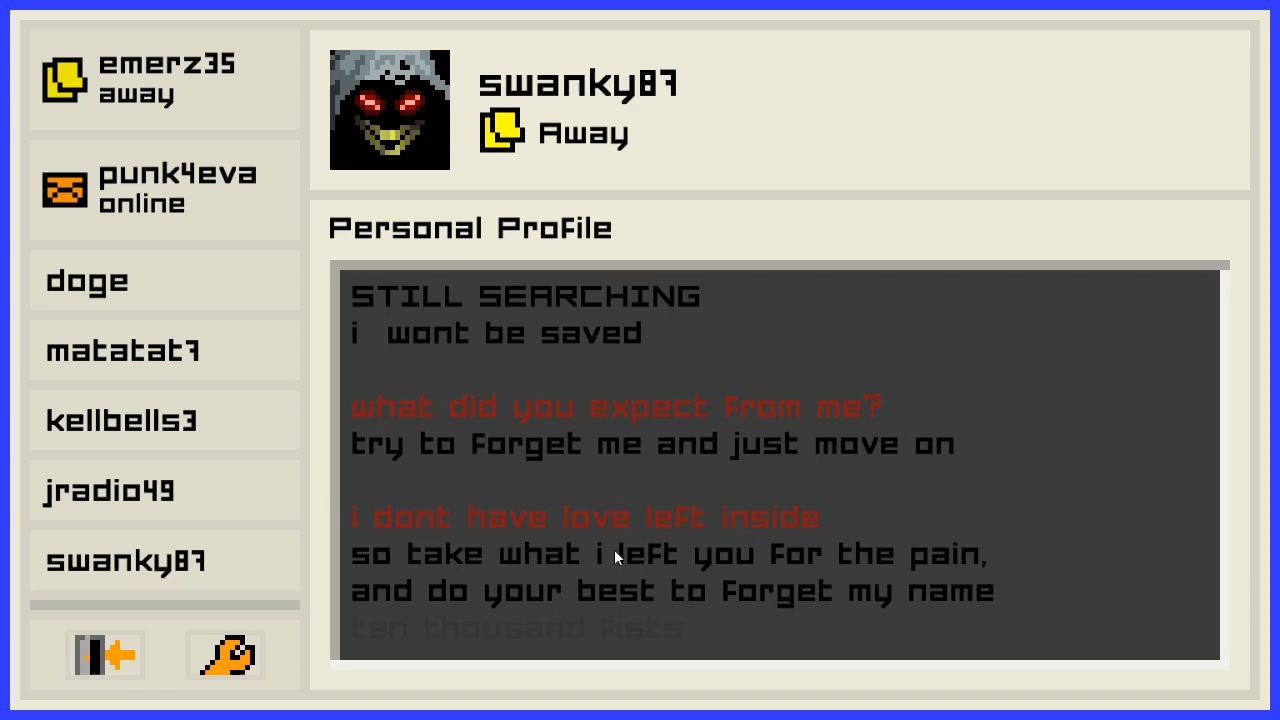 emerz35
away
punk4eva
online
doge
matatat7
kellbells3
jradio49
swanky87
swanky87
Away
Personal Profile
STILL SEARCHING
i wont be saved
what did you expect from me?
try to forget me and just move on
i dont have love left inside
so take what i left you for the pain,
and do your best to forget my name
ten thousand fists